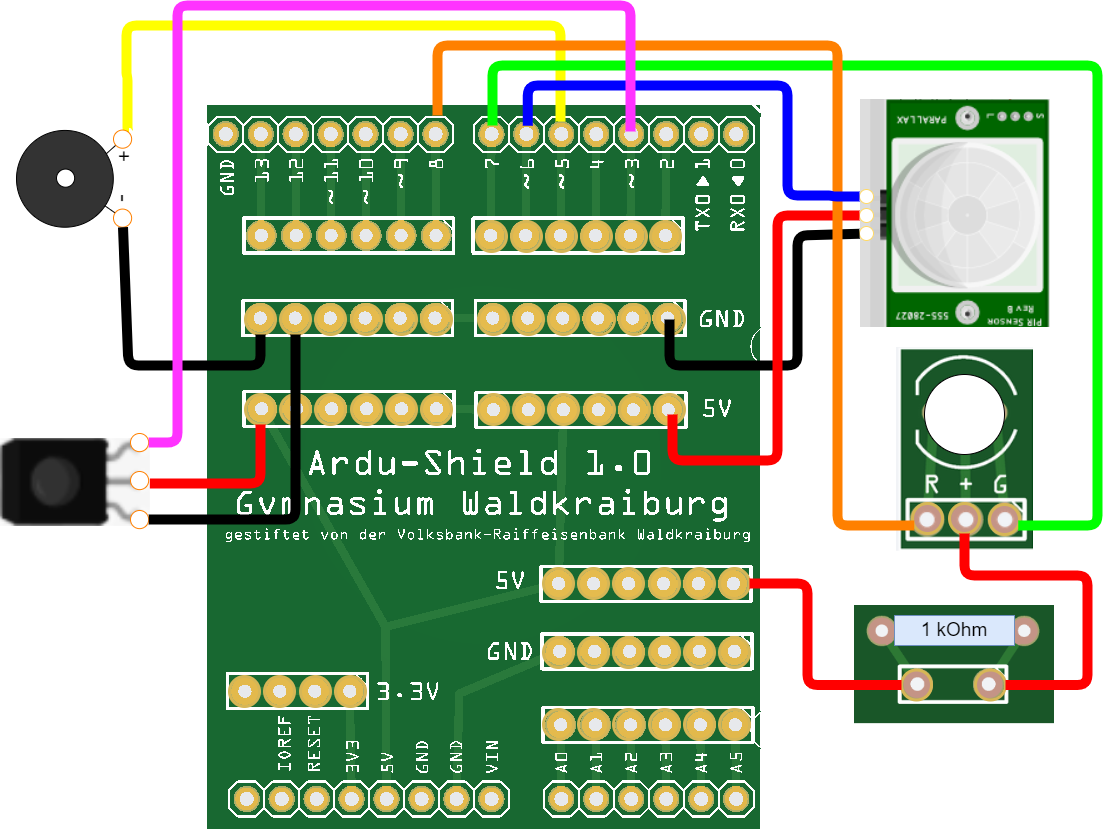 GND 13 12 ~11 ~10 ~9 8 7 ~6 ~5 4 ~3 2 TX0▶1 RX0◀0
+
-
PARALLAX
L S
555-28027
PIR SENSOR
REV B
GND
5V
Ardu-Shield 1.0
Gymnasium Waldkraiburg
gestiftet von der Volksbank-Raiffeisenbank Waldkraiburg
R + G
5V
1 kOhm
GND
3.3V
IOREF RESET 3V3 5V GND GND VIN A0 A1 A2 A3 A4 A5